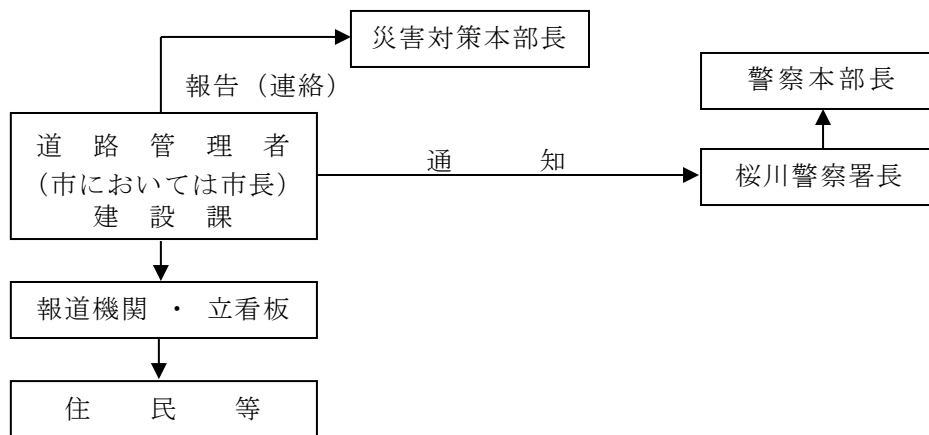 災害対策本部長
報告（連絡）
警察本部長
道路管理者
（市においては市長）
建設課
通知
桜川警察署長
報道機関・立看板
住民等